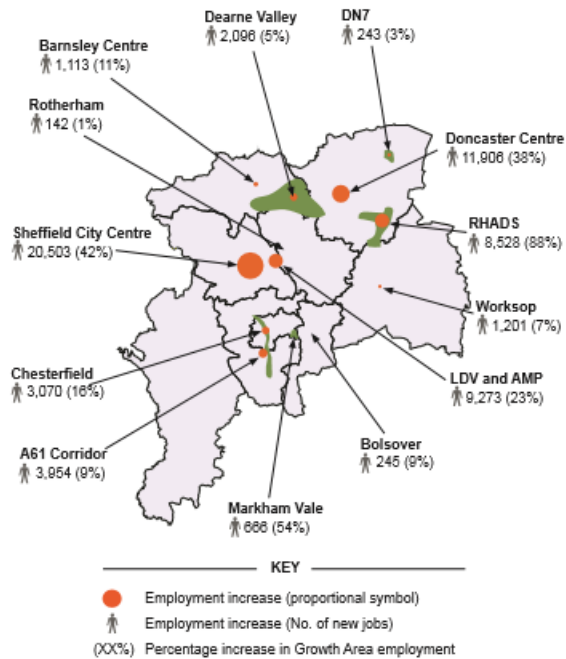 Dearne Valley
2,096 (5%)
DN7
243 (3%)
Barnsley Centre
1,113 (11%)
Rotherham
142 (1%)
Doncaster Centre
11,906 (38%)
Sheffield City Centre
20,503 (42%)
RHADS
8,528 (88%)
Worksop
1,201 (7%)
Chesterfield
3,070 (16%)
LDV and AMP
9,273 (23%)
A61 Corridor
3,954 (9%)
Bolsover
245 (9%)
Markham Vale
666 (54%)
KEY
Employment increase (proportional symbol)
Employment increase (No. of new jobs)
(XX%) Percentage increase in Growth Area employment